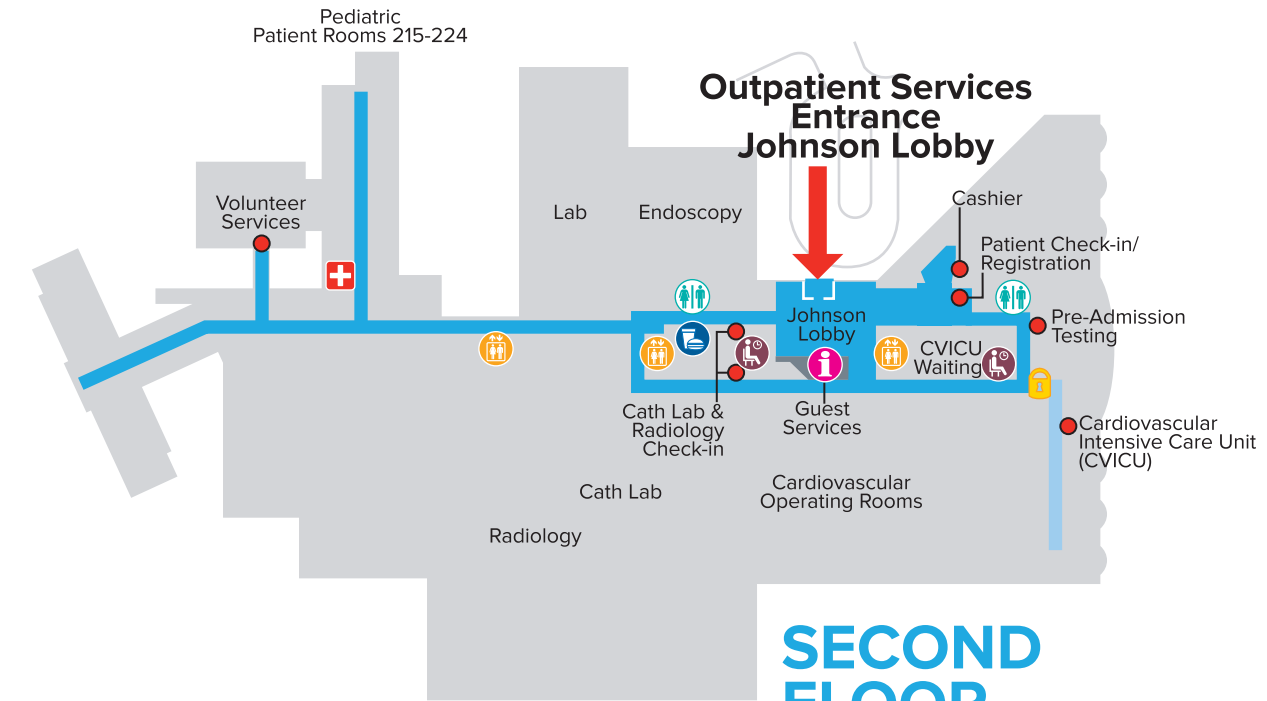 Pediatric
Patient Rooms 215-224
Outpatient Services
Entrance
Johnson Lobby
Volunteer
Services
Lab
Endoscopy
Cashier
Patient Check-in/
Registration
Johnson
Lobby
Pre-Admission
Testing
CVICU
Waiting
i
Cath Lab &
Radiology
Check-in
Guest
Services
Cardiovascular
Intensive Care Unit
(CVICU)
Cath Lab
Cardiovascular
Operating Rooms
Radiology
SECOND
FLOOR